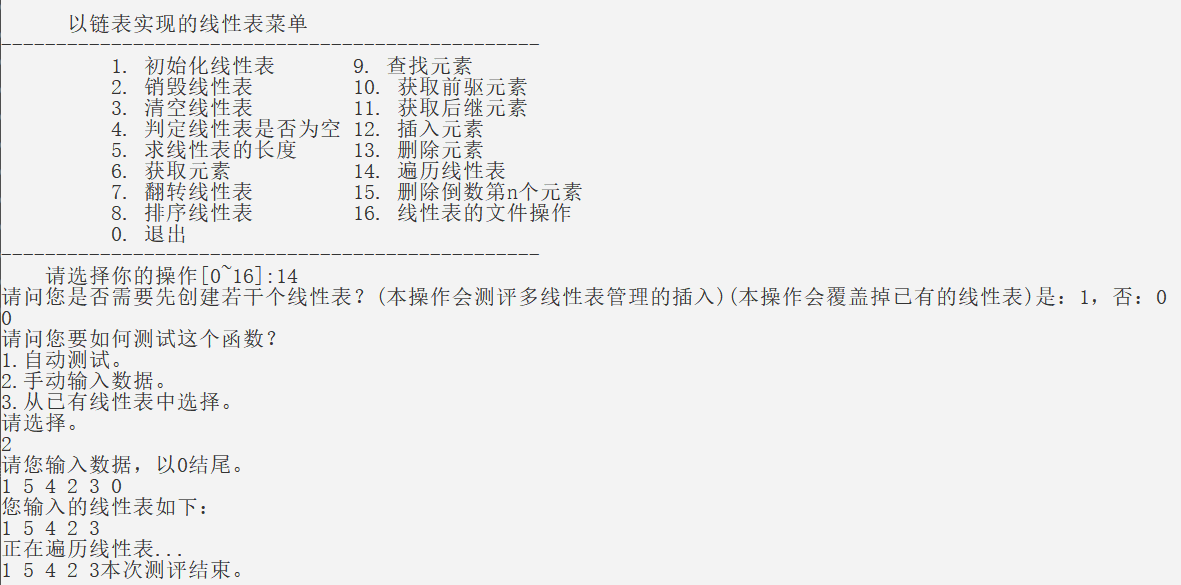 以链表实现的线性表菜单
-------------------------------------------------
1. 初始化线性表 9. 查找元素
2. 销毁线性表 10. 获取前驱元素
3. 清空线性表 11. 获取后继元素
4. 判定线性表是否为空 12. 插入元素
5. 求线性表的长度 13. 删除元素
6. 获取元素 14. 遍历线性表
7. 翻转线性表 15. 删除倒数第n个元素
8. 排序线性表 16. 线性表的文件操作
0. 退出
-------------------------------------------------
请选择你的操作[0~16]:14
请问您是否需要先创建若干个线性表？(本操作会测评多线性表管理的插入)(本操作会覆盖掉已有的线性表)是：1，否：0
0
请问您要如何测试这个函数？
1.自动测试。
2.手动输入数据。
3.从已有线性表中选择。
请选择。
2
请您输入数据，以0结尾。
1 5 4 2 3 0
您输入的线性表如下：
1 5 4 2 3
正在遍历线性表...
1 5 4 2 3本次测评结束。